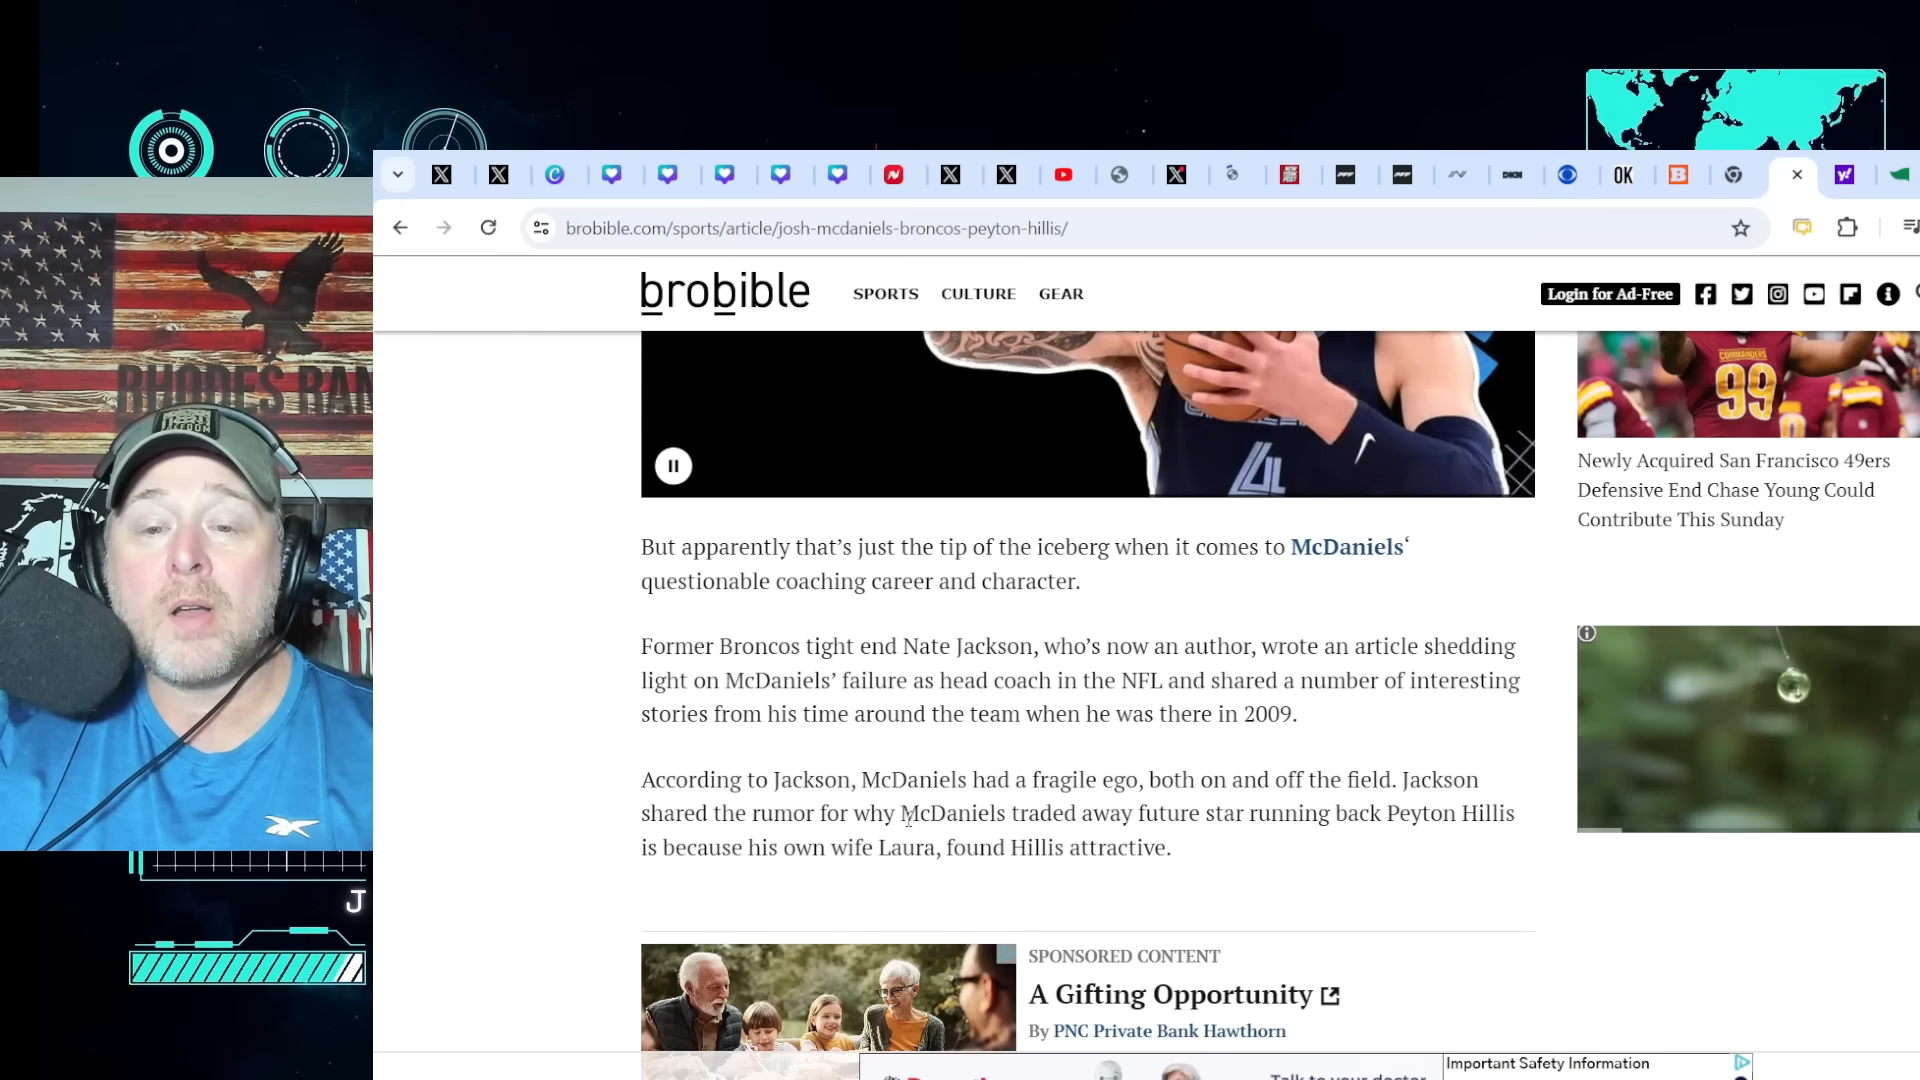 OK
brobible.com/sports/article/josh-mcdaniels-broncos-peyton-hillis/
brobible
SPORTS CULTURE GEAR
Login for Ad-Free
RHODES RAN
COMMANDERS
99
Newly Acquired San Francisco 49ers
Defensive End Chase Young Could
Contribute This Sunday
But apparently that’s just the tip of the iceberg when it comes to McDaniels‘
questionable coaching career and character.
Former Broncos tight end Nate Jackson, who’s now an author, wrote an article shedding
light on McDaniels’ failure as head coach in the NFL and shared a number of interesting
stories from his time around the team when he was there in 2009.
According to Jackson, McDaniels had a fragile ego, both on and off the field. Jackson
shared the rumor for why McDaniels traded away future star running back Peyton Hillis
is because his own wife Laura, found Hillis attractive.
J
SPONSORED CONTENT
A Gifting Opportunity
By PNC Private Bank Hawthorn
Important Safety Information
Talk to your doctor